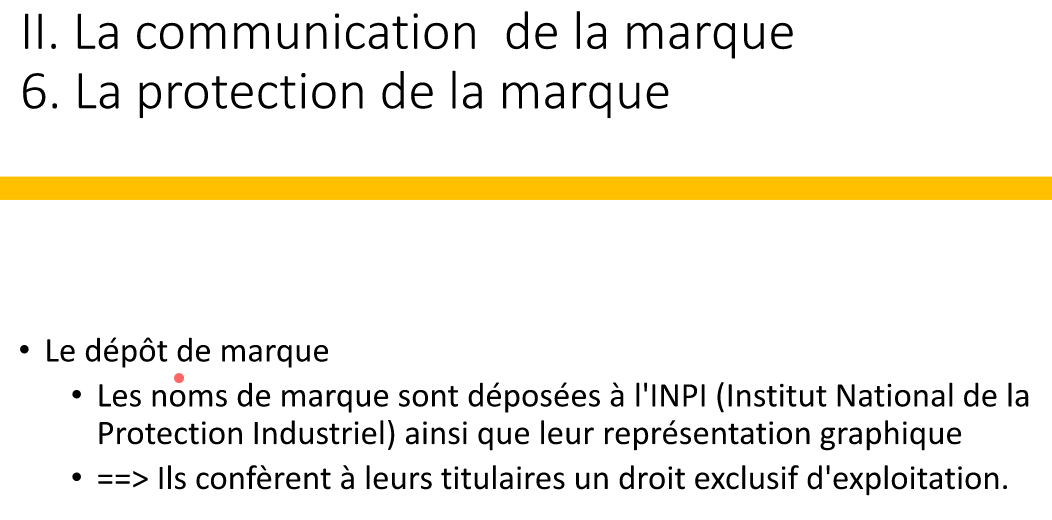 II. La communication  de la marque
6. La protection de la marque
• Le dépôt de marque
• Les noms de marque sont déposées à l'INPI (Institut National de la
Protection Industriel) ainsi que leur représentation graphique
• ==> Ils confèrent à leurs titulaires un droit exclusif d'exploitation.